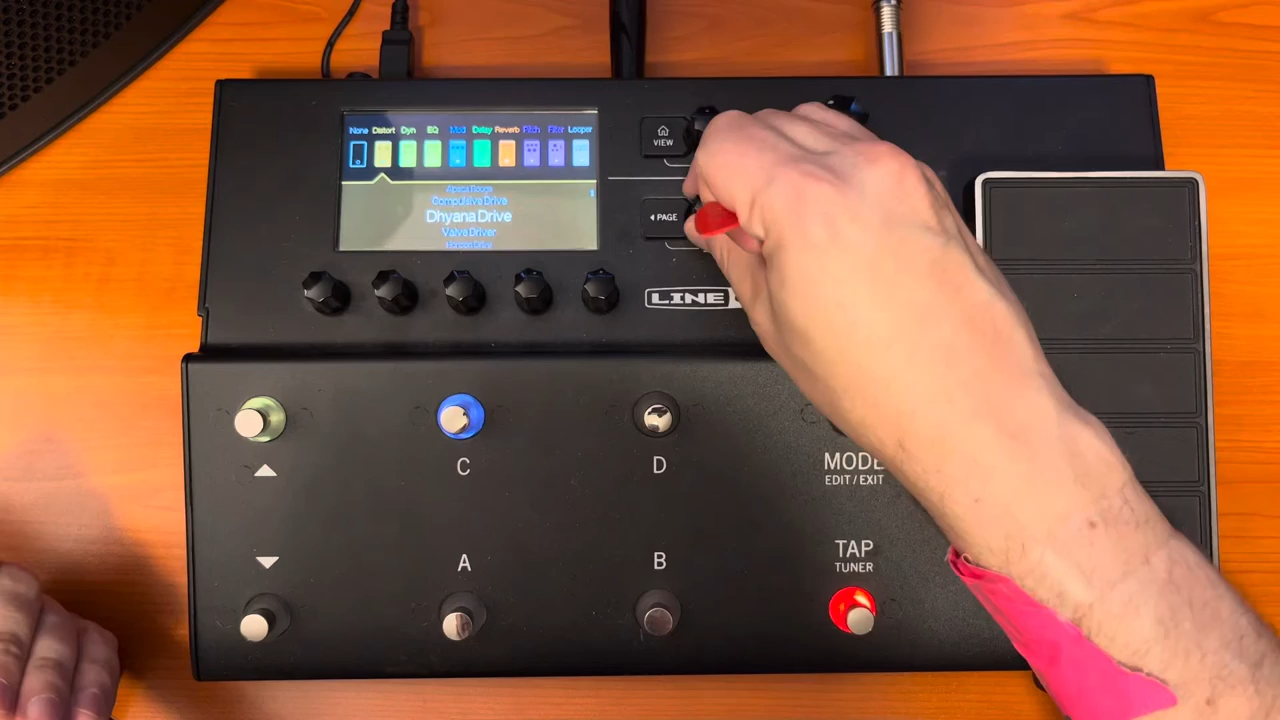 None Distort Dyn EQ Mod Delay Reverb Pitch Filter Looper
Compulsive Drive
Dhyana Drive
Valve Driver
VIEW
PAGE
LINE
C
D
MODE
EDIT / EXIT
A
B
TAP
TUNER